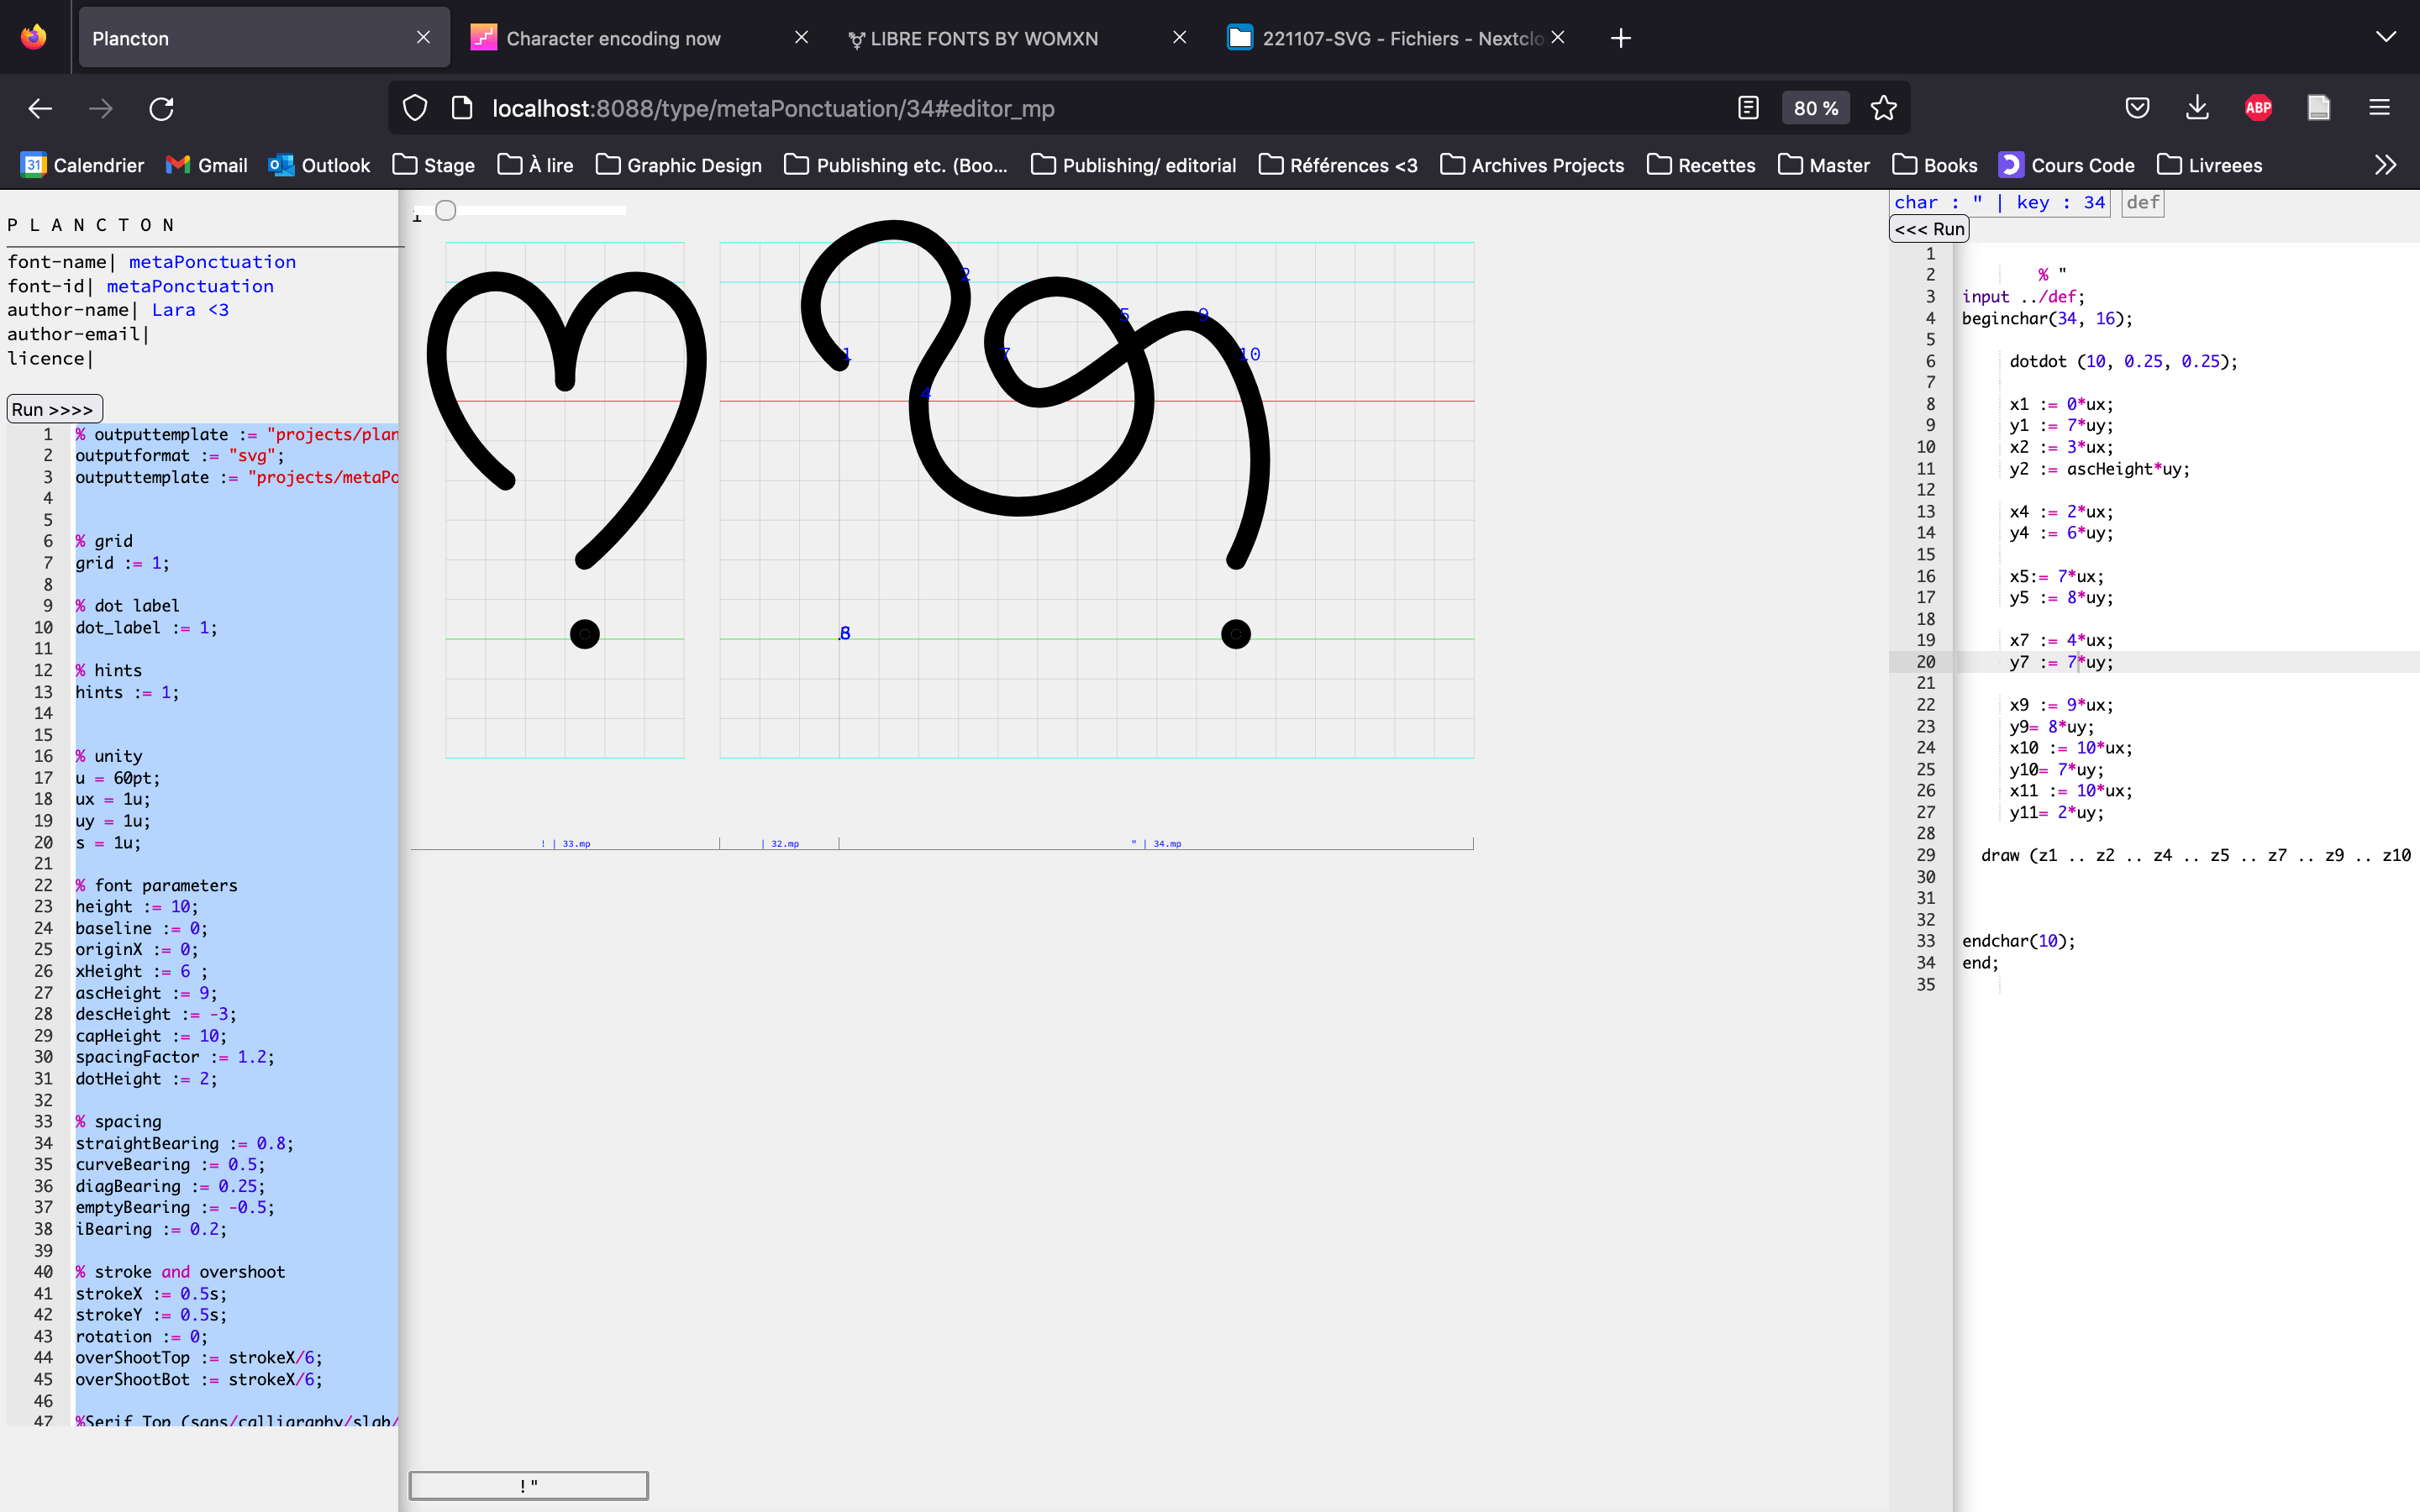 Plancton
Character encoding now
⚧ LIBRE FONTS BY WOMXN
221107-SVG - Fichiers - Nextclo
localhost:8088/type/metaPonctuation/34#editor_mp
80 %
ABP
31 Calendrier
Gmail
Outlook
Stage
À lire
Graphic Design
Publishing etc. (Boo...
Publishing/ editorial
Références <3
Archives Projects
Recettes
Master
Books
Cours Code
Livreees
PLANCTON
font-name| metaPonctuation
font-id| metaPonctuation
author-name| Lara <3
author-email|
licence|
Run >>>>
1 % outputtemplate := "projects/plan
2 outputformat := "svg";
3 outputtemplate := "projects/metaPo
4
5
6 % grid
7 grid := 1;
8
9 % dot label
10 dot_label := 1;
11
12 % hints
13 hints := 1;
14
15
16 % unity
17 u = 60pt;
18 ux = 1u;
19 uy = 1u;
20 s = 1u;
21
22 % font parameters
23 height := 10;
24 baseline := 0;
25 originX := 0;
26 xHeight := 6 ;
27 ascHeight := 9;
28 descHeight := -3;
29 capHeight := 10;
30 spacingFactor := 1.2;
31 dotHeight := 2;
32
33 % spacing
34 straightBearing := 0.8;
35 curveBearing := 0.5;
36 diagBearing := 0.25;
37 emptyBearing := -0.5;
38 iBearing := 0.2;
39
40 % stroke and overshoot
41 strokeX := 0.5s;
42 strokeY := 0.5s;
43 rotation := 0;
44 overShootTop := strokeX/6;
45 overShootBot := strokeX/6;
46
47 %Serif Top (sans/calligraphy/slab/
1
2
5
9
1
7
10
4
8
! | 33.mp
| 32.mp
" | 34.mp
!"
char : " | key : 34
def
<<< Run
1
2 % "
3 input ../def;
4 beginchar(34, 16);
5
6 dotdot (10, 0.25, 0.25);
7
8 x1 := 0*ux;
9 y1 := 7*uy;
10 x2 := 3*ux;
11 y2 := ascHeight*uy;
12
13 x4 := 2*ux;
14 y4 := 6*uy;
15
16 x5:= 7*ux;
17 y5 := 8*uy;
18
19 x7 := 4*ux;
20 y7 := 7*uy;
21
22 x9 := 9*ux;
23 y9= 8*uy;
24 x10 := 10*ux;
25 y10= 7*uy;
26 x11 := 10*ux;
27 y11= 2*uy;
28
29 draw (z1 .. z2 .. z4 .. z5 .. z7 .. z9 .. z10
30
31
32
33 endchar(10);
34 end;
35